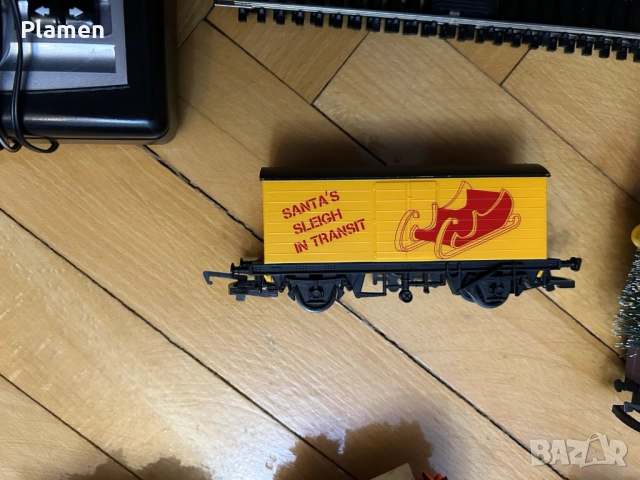 Plamen
SANTA'S
SLEIGH
IN TRANSIT
BAZAR